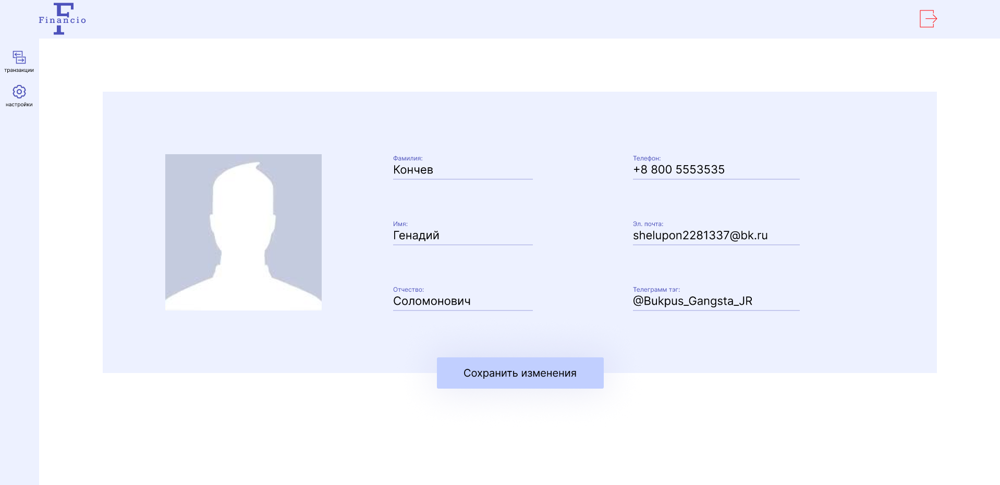 F
Financio
транзакции
настройки
Фамилия:
Кончев
Имя:
Генадий
Отчество:
Соломонович
Телефон:
+8 800 5553535
Эл. почта:
shelupon2281337@bk.ru
Телеграмм тэг:
@Bukpus_Gangsta_JR
Сохранить изменения